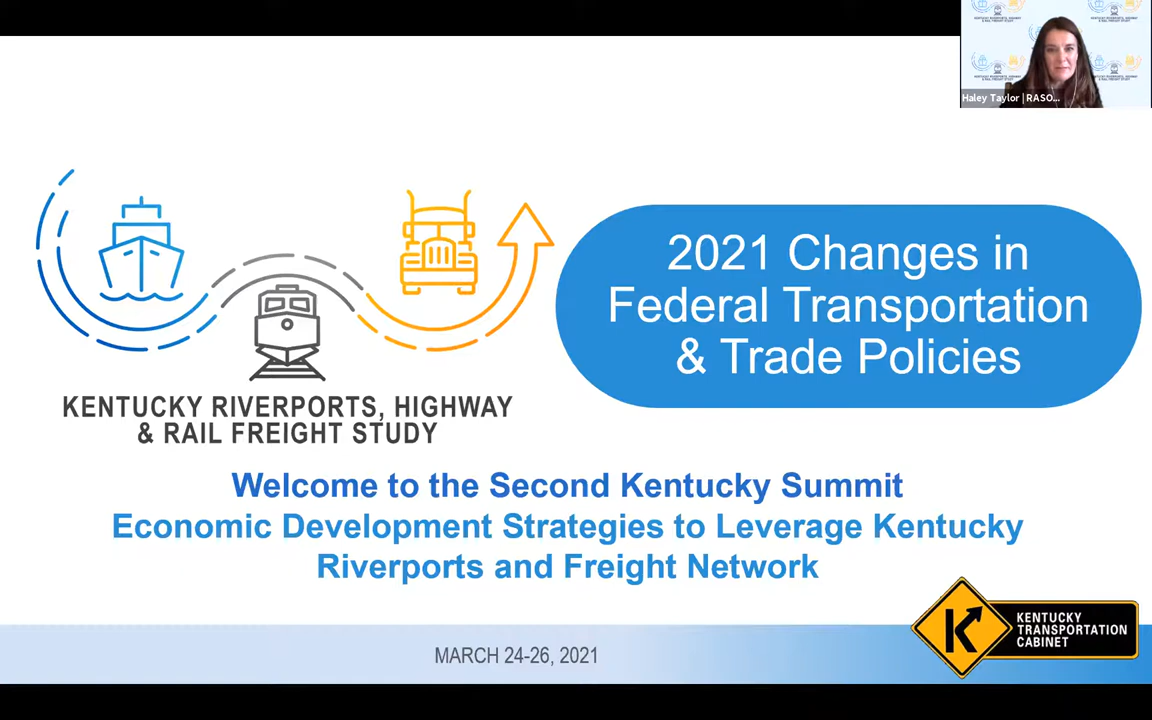 Haley Taylor | RASO...
2021 Changes in
Federal Transportation
& Trade Policies
KENTUCKY RIVERPORTS, HIGHWAY
& RAIL FREIGHT STUDY
Welcome to the Second Kentucky Summit
Economic Development Strategies to Leverage Kentucky
Riverports and Freight Network
KENTUCKY
TRANSPORTATION
CABINET
MARCH 24-26, 2021